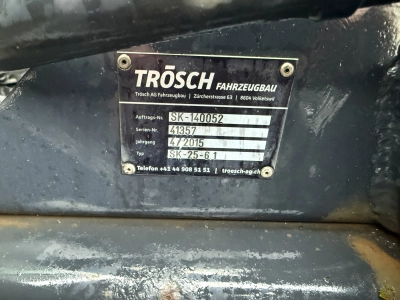 TRÖSCH FAHRZEUGBAU
Trösch AG Fahrzeugbau | Zürcherstrasse 63 | 8604 Volketswil
Auftrags-Nr. SK-140052
Serien-Nr. 41357
Jahrgang 4/2015
Typ SK-25-6.1
Telefon +41 44 908 51 51 | troesch-ag.ch